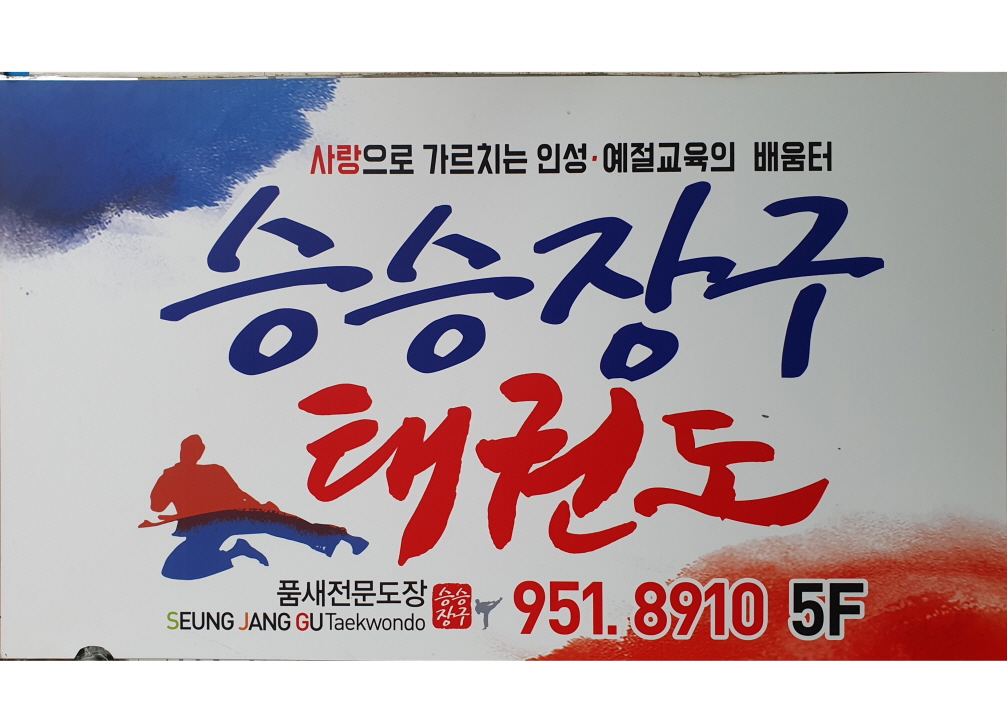 사랑으로 가르치는 인성·예절교육의 배움터
승승장구
태권도
품새전문도장
SEUNG JANG GU Taekwondo
승승
장구
951. 8910 5F